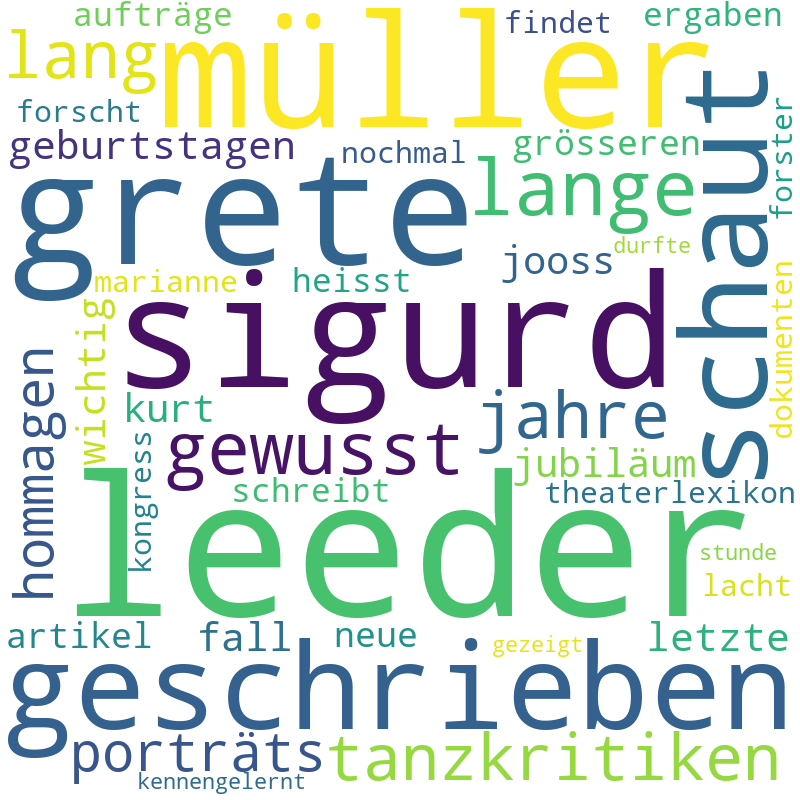 aufträge
findet
ergaben
lang
müller
schaut
forscht
forster
geburtstagen
nochmal
grösseren
grete
lange
durfte
jooss
marianne
heisst
sigurd
dokumenten
wichtig
hommagen
kurt
jahre
gewusst
jubiläum
kongress
schreibt
theaterlexikon
leeder
stunde
lacht
artikel
fall
neue
gezeigt
letzte
geschrieben
porträts
tanzkritiken
kennengelernt